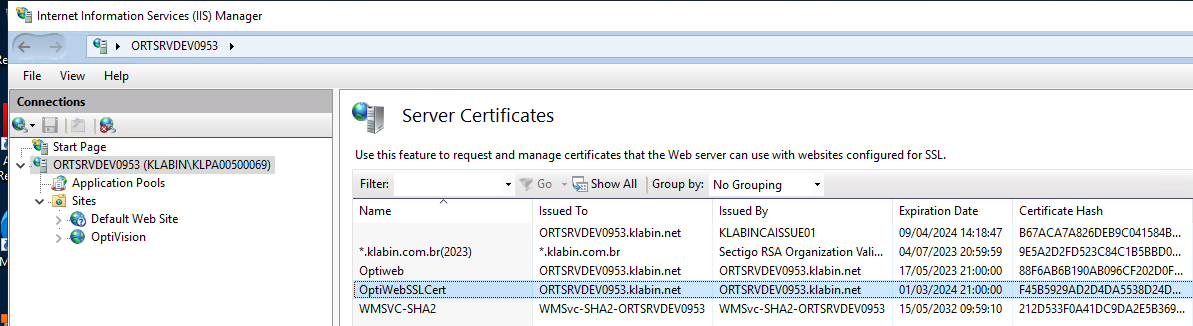 Internet Information Services (IIS) Manager
ORTSRVDEV0953
File View Help
Connections
Start Page
ORTSRVDEV0953 (KLABIN\KLPA00500069)
Application Pools
Sites
Default Web Site
OptiVision
Server Certificates
Use this feature to request and manage certificates that the Web server can use with websites configured for SSL.
Filter: Go Show All Group by: No Grouping
Name Issued To Issued By Expiration Date Certificate Hash
ORTSRVDEV0953.klabin.net KLABINCAISSUE01 09/04/2024 14:18:47 B67ACA7A826DEB9C041584B...
*.klabin.com.br(2023) *.klabin.com.br Sectigo RSA Organization Vali... 04/07/2023 20:59:59 9E5A2D2FD523C84C1B5BBD0...
Optiweb ORTSRVDEV0953.klabin.net ORTSRVDEV0953.klabin.net 17/05/2023 21:00:00 88F6AB6B190AB096CF202D0F...
OptiWebSSLCert ORTSRVDEV0953.klabin.net ORTSRVDEV0953.klabin.net 01/03/2024 21:00:00 F45B5929AD2D4DA5538D24D...
WMSVC-SHA2 WMSvc-SHA2-ORTSRVDEV0953 WMSvc-SHA2-ORTSRVDEV0953 15/05/2032 09:59:10 212D533F0A41DC9DA2E5B369...